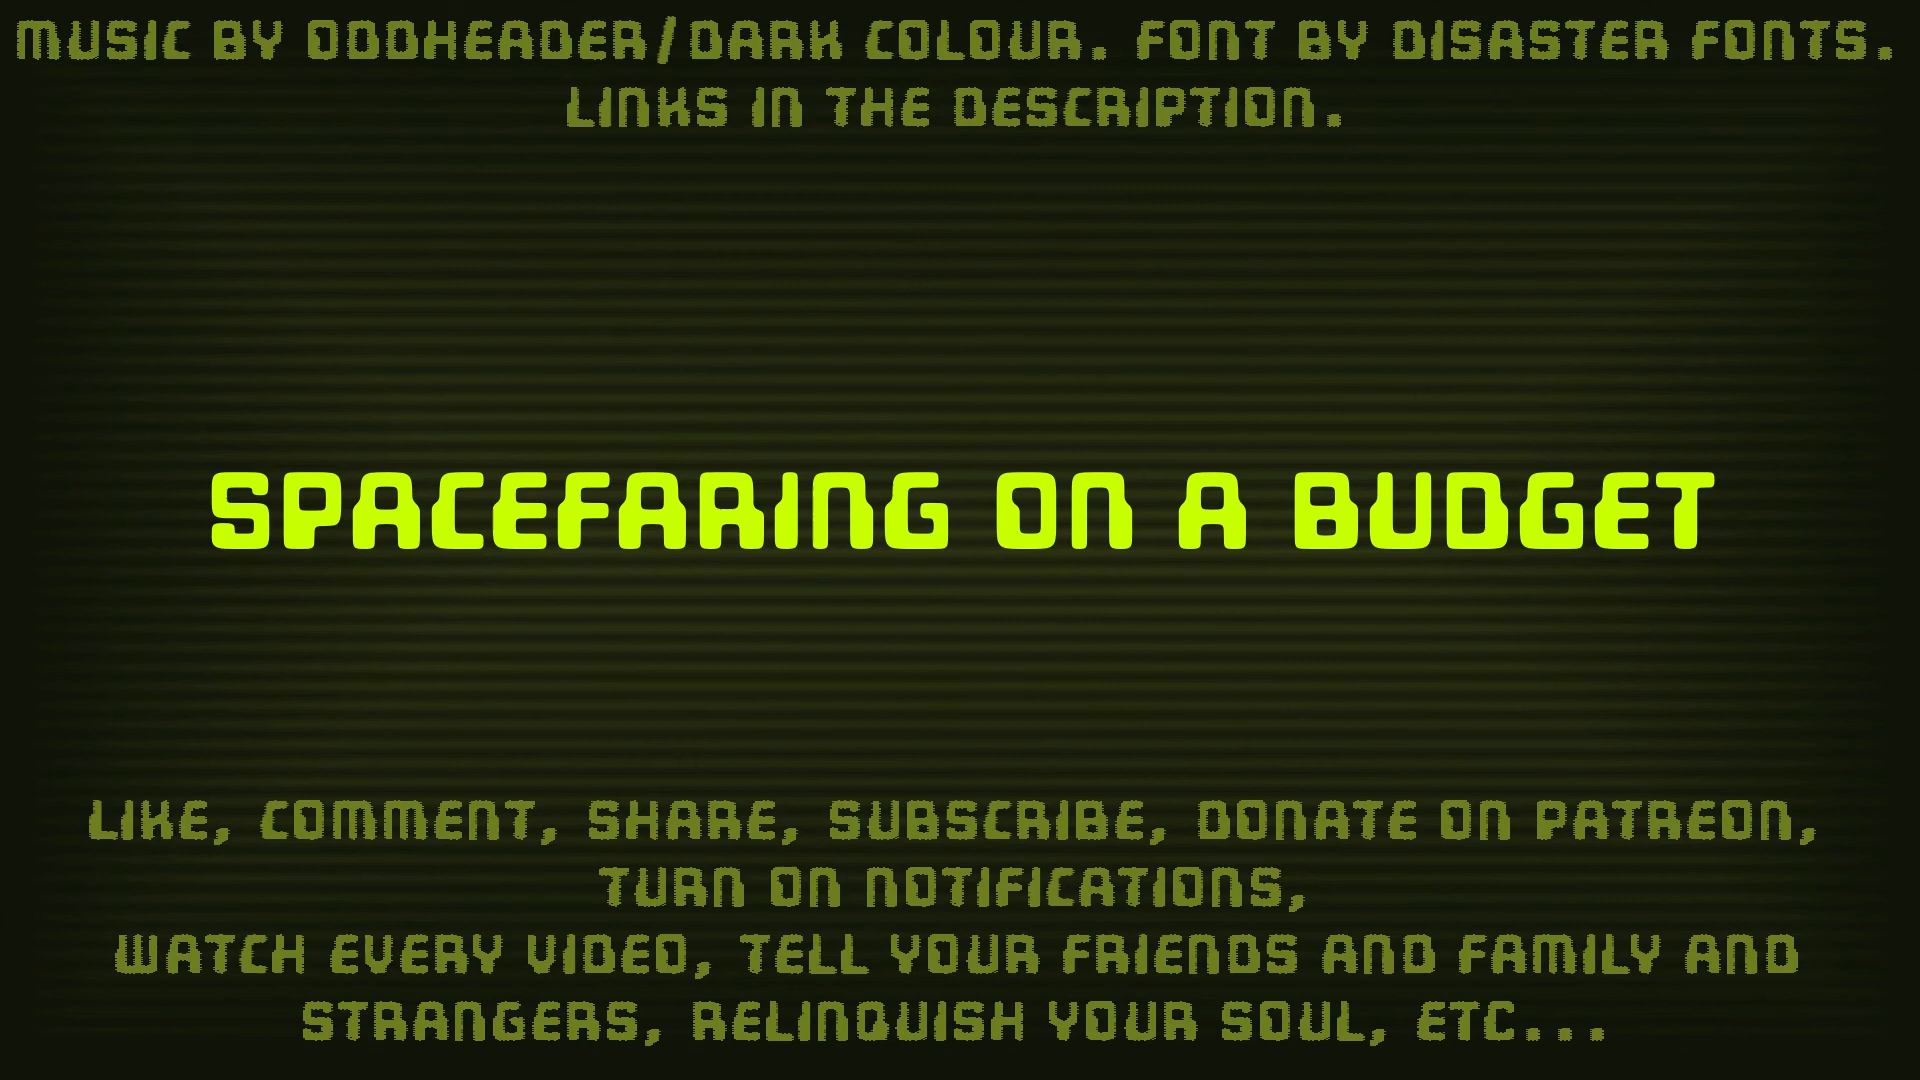 MUSIC BY ODDHEADER/DARK COLOUR. FONT BY DISASTER FONTS.
LINKS IN THE DESCRIPTION.
SPACEFARING ON A BUDGET
LIKE, COMMENT, SHARE, SUBSCRIBE, DONATE ON PATREON,
TURN ON NOTIFICATIONS,
WATCH EVERY VIDEO, TELL YOUR FRIENDS AND FAMILY AND
STRANGERS, RELINQUISH YOUR SOUL, ETC...